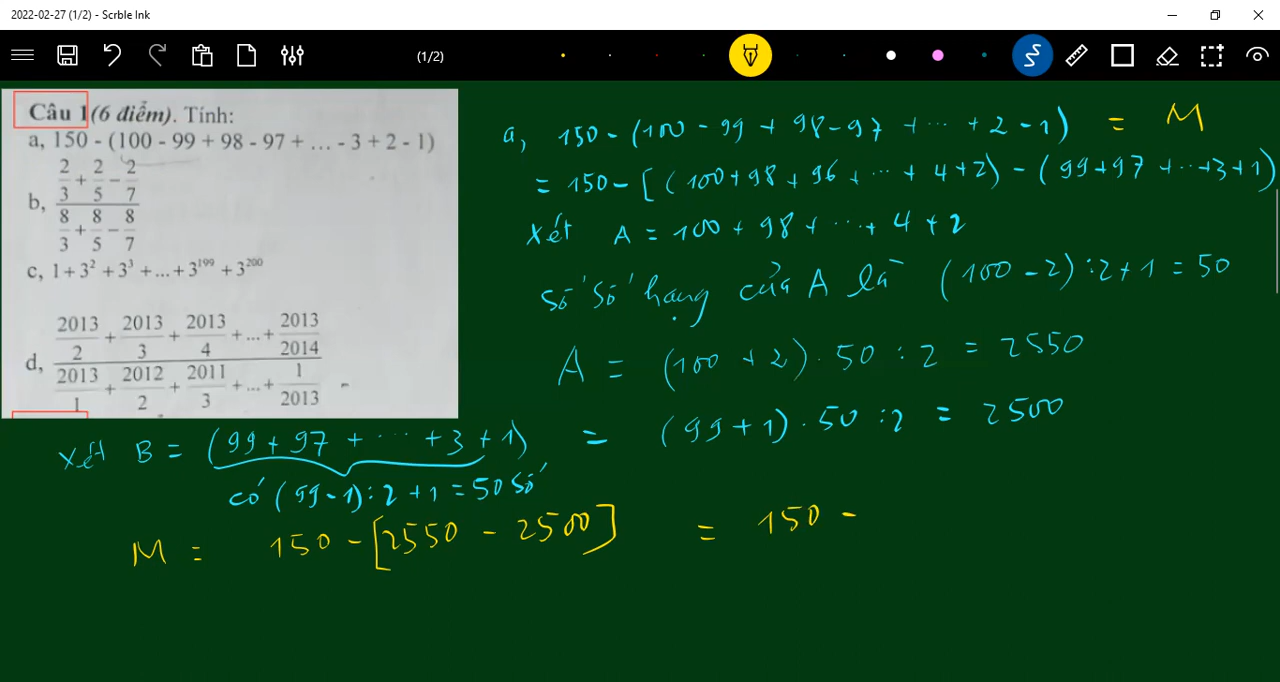 2022-02-27 (1/2) - Scrble Ink
(1/2)
Câu 1 (6 điểm). Tính:
a, 150 - (100 - 99 + 98 - 97 + ... - 3 + 2 - 1)
b, (2/3 + 2/5 - 2/7) / (8/3 + 8/5 - 8/7)
c, 1 + 3² + 3³ + ... + 3¹⁹⁹ + 3²⁰⁰
d, (2013/2 + 2013/3 + 2013/4 + ... + 2013/2014) / (2013/1 + 2012/2 + 2011/3 + ... + 1/2013)
a, 150 - (100 - 99 + 98 - 97 + ... + 2 - 1) = M
= 150 - [(100 + 98 + 96 + ... + 4 + 2) - (99 + 97 + ... + 3 + 1)
Xét A = 100 + 98 + ... + 4 + 2
Số số hạng của A là (100 - 2) : 2 + 1 = 50
A = (100 + 2) . 50 : 2 = 2550
Xét B = (99 + 97 + ... + 3 + 1) = (99 + 1) . 50 : 2 = 2500
có (99 - 1) : 2 + 1 = 50 số
M = 150 - [2550 - 2500] = 150 -